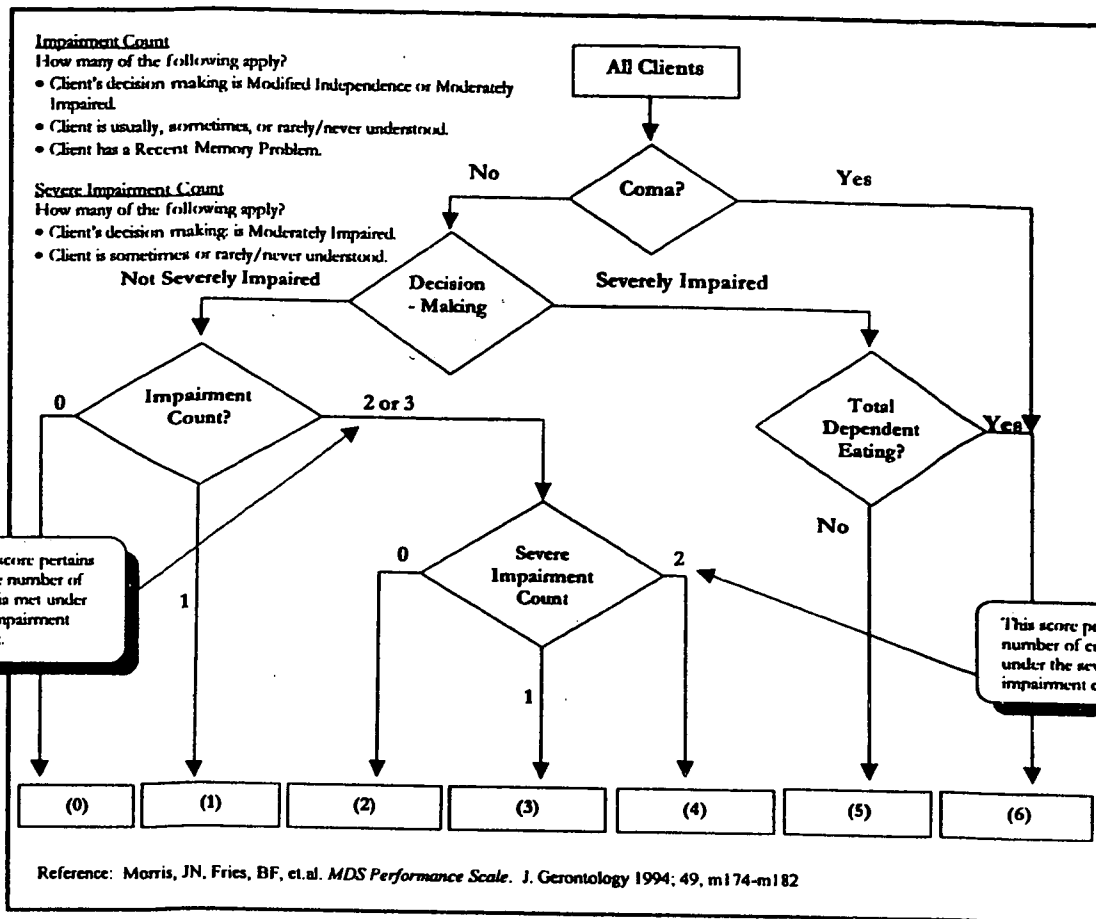 Impairment Count
How many of the following apply?
• Client's decision making is Modified Independence or Moderately
Impaired.
• Client is usually, sometimes, or rarely/never understood.
• Client has a Recent Memory Problem.
Severe Impairment Count
How many of the following apply?
• Client's decision making is Moderately Impaired.
• Client is sometimes or rarely/never understood.
All Clients
Coma?
No
Yes
Decision
- Making
Not Severely Impaired
Severely Impaired
Impairment
Count?
0
2 or 3
1
Total
Dependent
Eating?
Yes
No
Severe
Impairment
Count
0
2
1
score pertains
number of
met under
impairment
This score
number of
under the
impairment
(0)
(1)
(2)
(3)
(4)
(5)
(6)
Reference: Morris, JN, Fries, BF, et.al. MDS Performance Scale. J. Gerontology 1994; 49, m174-m182